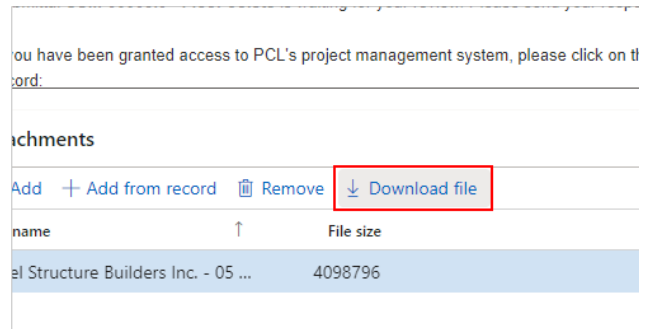 ou have been granted access to PCL's project management system, please click on th
cord:
achments
Add + Add from record Remove Download file
name ↑ File size
el Structure Builders Inc. - 05 ... 4098796